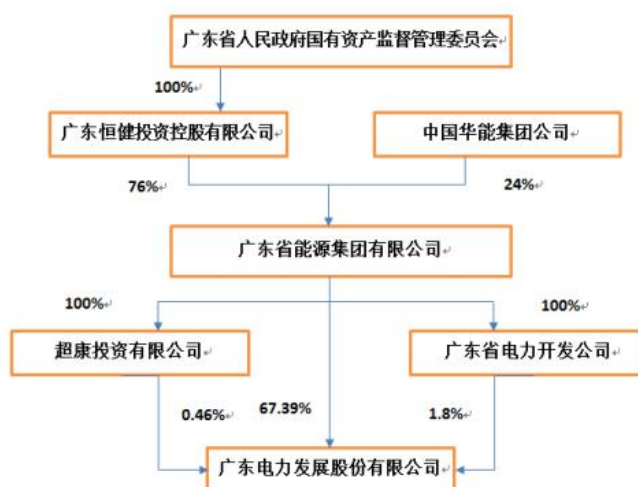 广东省人民政府国有资产监督管理委员会
100%
广东恒健投资控股有限公司
中国华能集团公司
76%
24%
广东省能源集团有限公司
100%
100%
超康投资有限公司
广东省电力开发公司
0.46%
67.39%
1.8%
广东电力发展股份有限公司